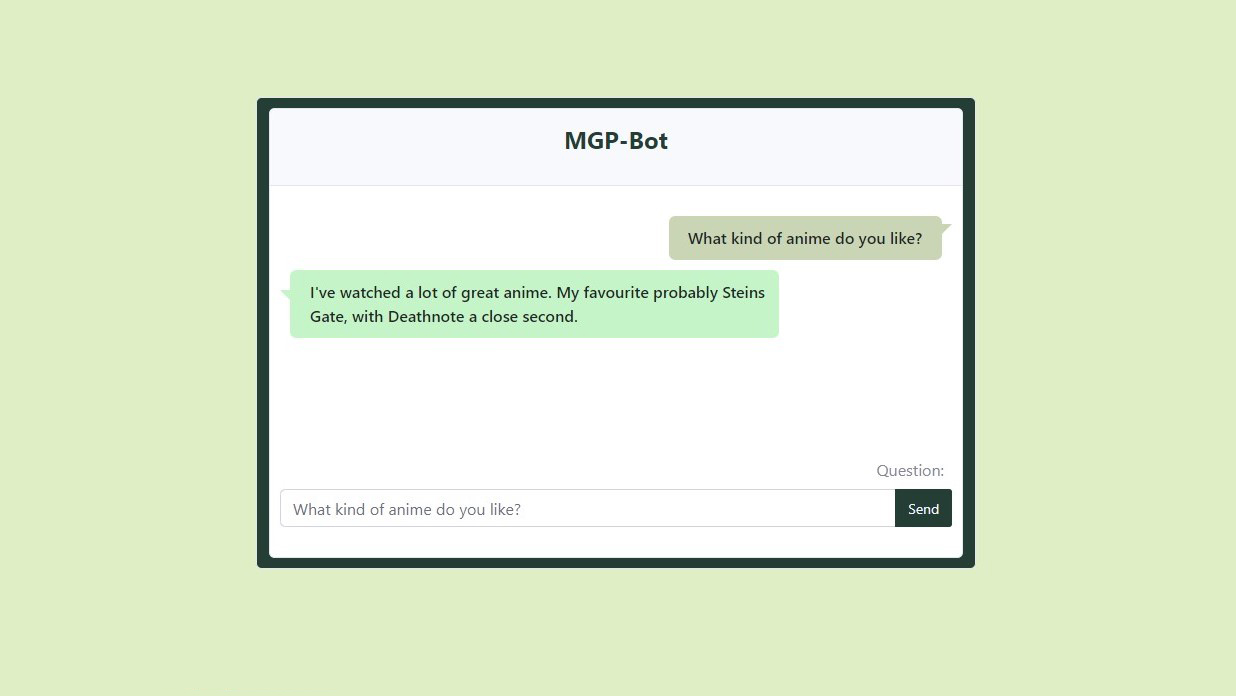 MGP-Bot
What kind of anime do you like?
I've watched a lot of great anime. My favourite probably Steins
Gate, with Deathnote a close second.
Question:
What kind of anime do you like?
Send